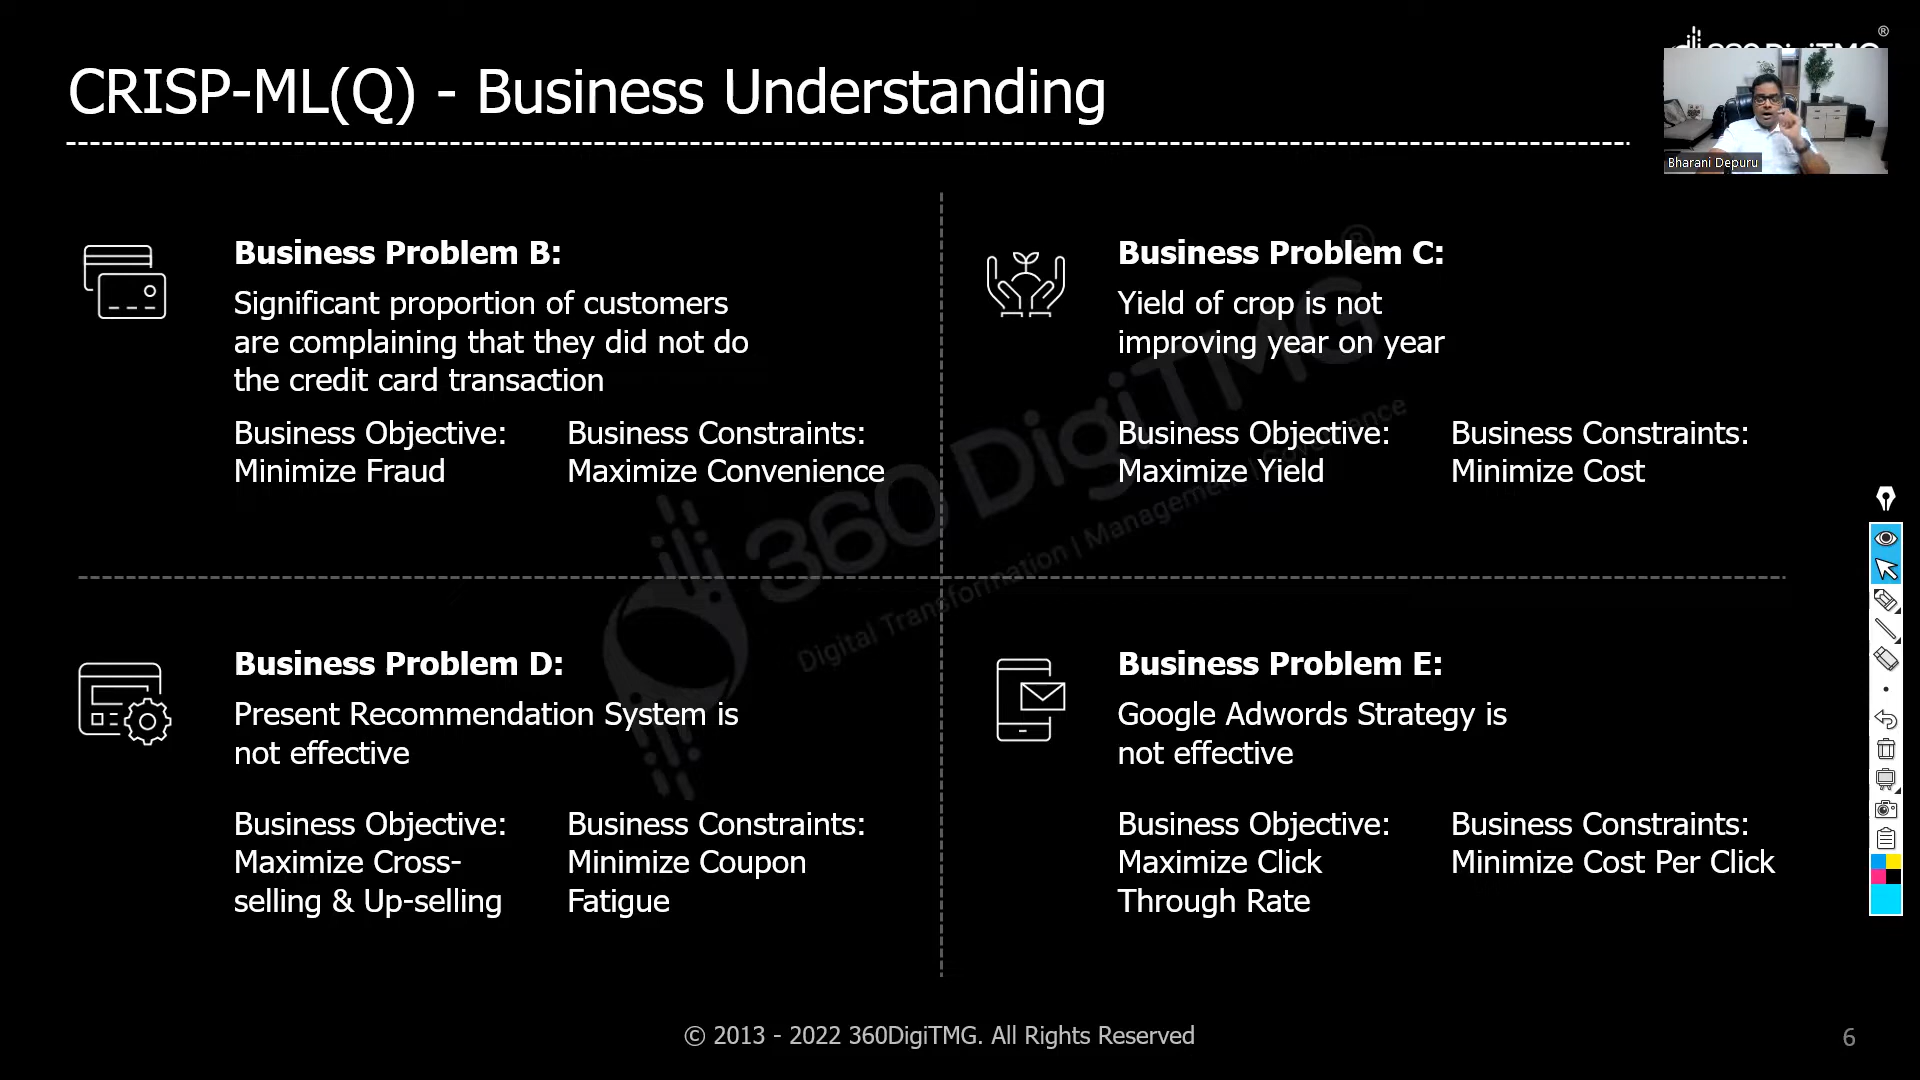 CRISP-ML(Q) - Business Understanding
Bharani Depuru
Business Problem B:
Significant proportion of customers
are complaining that they did not do
the credit card transaction
Business Objective:
Minimize Fraud
Business Constraints:
Maximize Convenience
Business Problem C:
Yield of crop is not
improving year on year
Business Objective:
Maximize Yield
Business Constraints:
Minimize Cost
Business Problem D:
Present Recommendation System is
not effective
Business Objective:
Maximize Cross-
selling & Up-selling
Business Constraints:
Minimize Coupon
Fatigue
Business Problem E:
Google Adwords Strategy is
not effective
Business Objective:
Maximize Click
Through Rate
Business Constraints:
Minimize Cost Per Click
360DigiTMG ®
Digital Transformation | Management |
© 2013 - 2022 360DigiTMG. All Rights Reserved
6